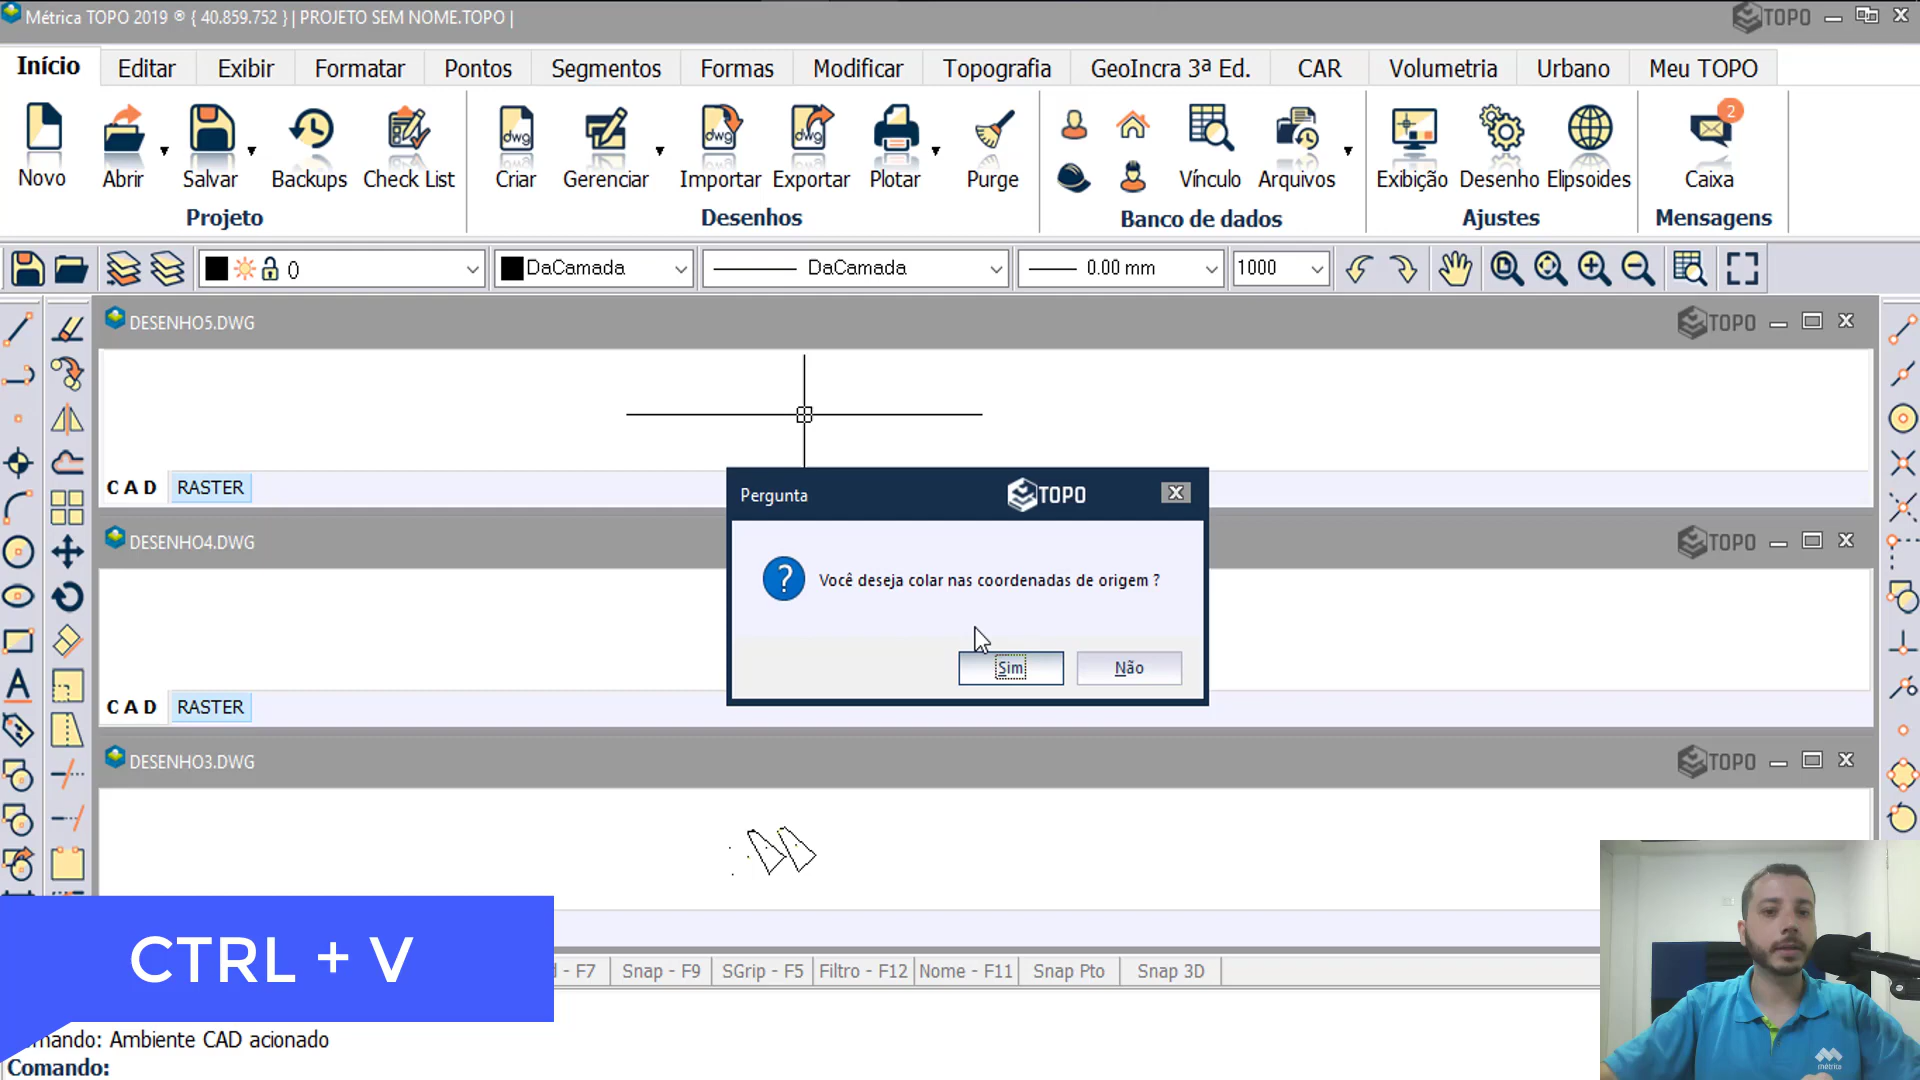 Métrica TOPO 2019 ® { 40.859.752 } | PROJETO SEM NOME.TOPO |
TOPO
Início Editar Exibir Formatar Pontos Segmentos Formas Modificar Topografia GeoIncra 3ª Ed. CAR Volumetria Urbano Meu TOPO
dwg dwg dwg 2
Novo Abrir Salvar Backups Check List Criar Gerenciar Importar Exportar Plotar Purge Vínculo Arquivos Exibição Desenho Elipsoides Caixa
Projeto Desenhos Banco de dados Ajustes Mensagens
0 DaCamada DaCamada 0.00 mm 1000
DESENHO5.DWG TOPO
CAD RASTER
Pergunta TOPO
DESENHO4.DWG TOPO
Você deseja colar nas coordenadas de origem ?
Sim Não
CAD RASTER
DESENHO3.DWG TOPO
CTRL + V
- F7 Snap - F9 SGrip - F5 Filtro - F12 Nome - F11 Snap Pto Snap 3D
omando: Ambiente CAD acionado
Comando:
métrica